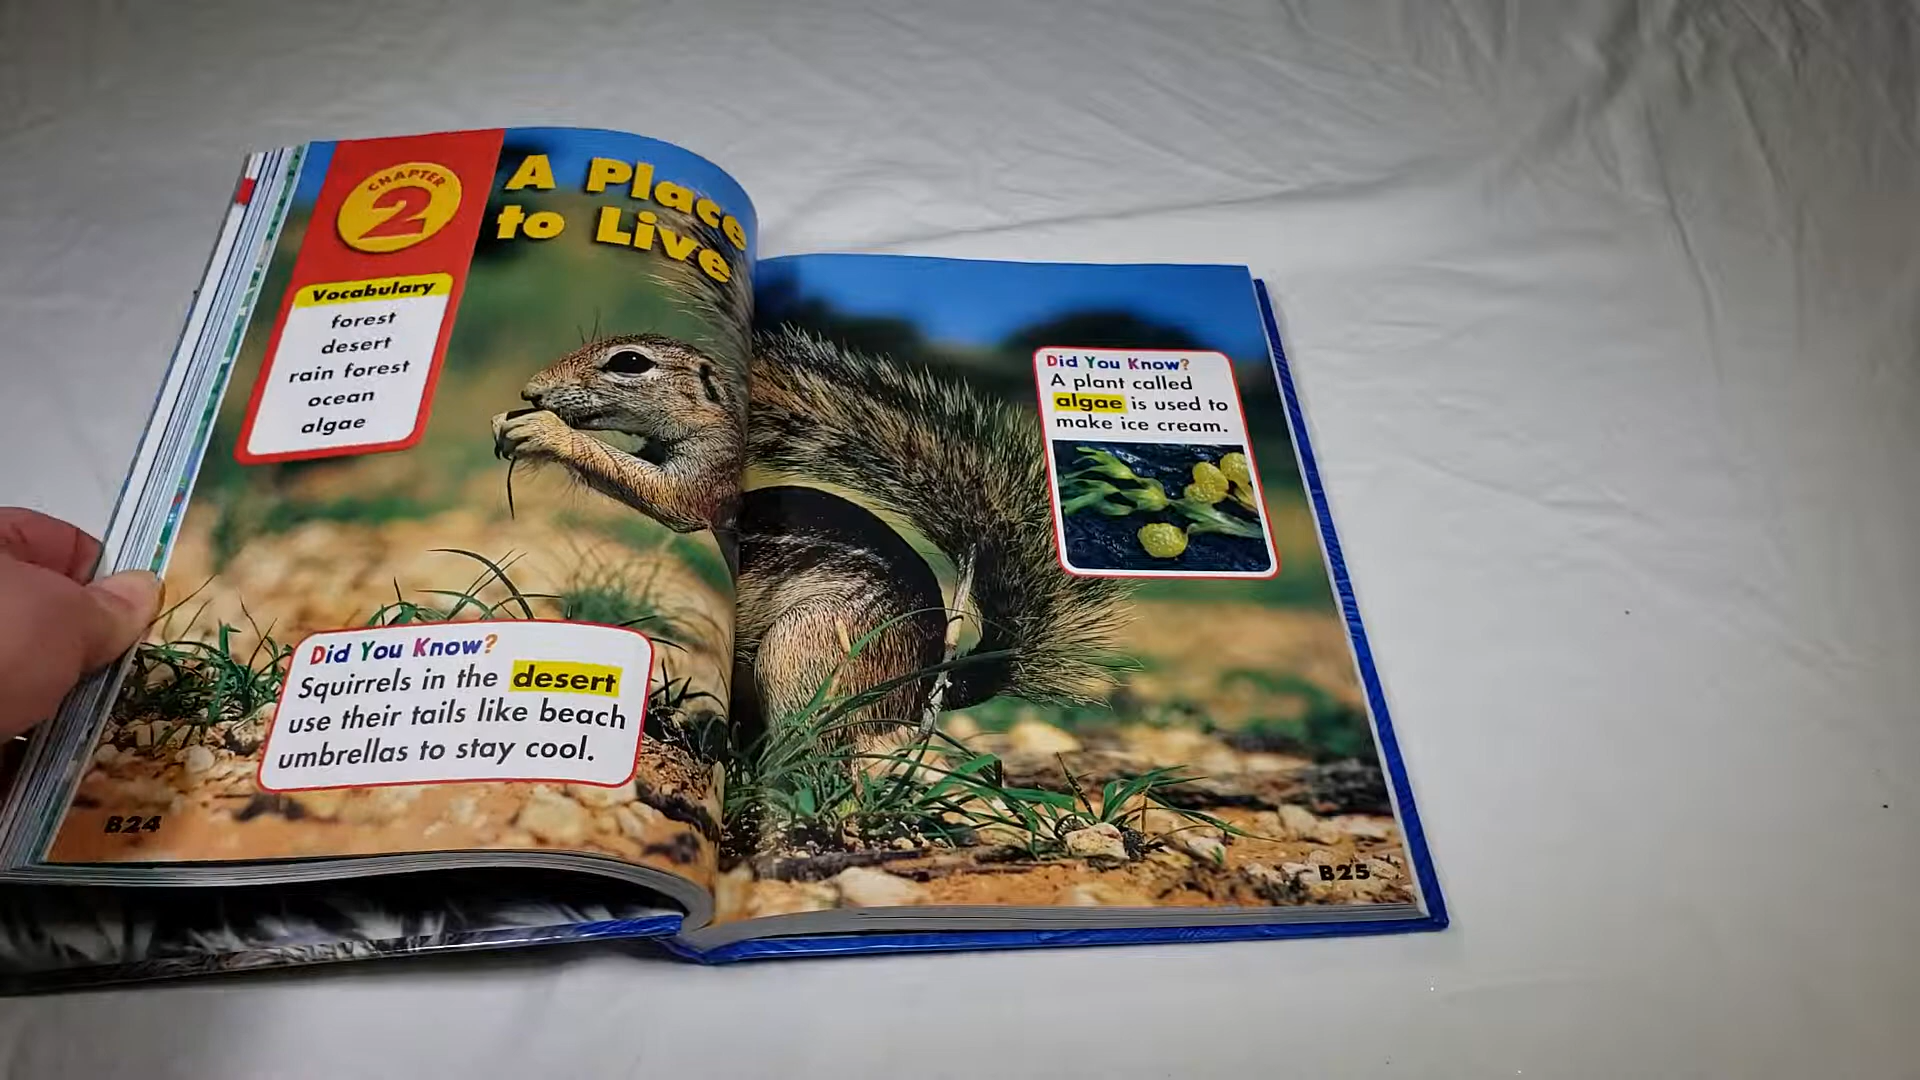 CHAPTER
2
A Place
to Live
Vocabulary
forest
desert
rain forest
ocean
algae
Did You Know?
Squirrels in the desert
use their tails like beach
umbrellas to stay cool.
B24
Did You Know?
A plant called
algae is used to
make ice cream.
B25